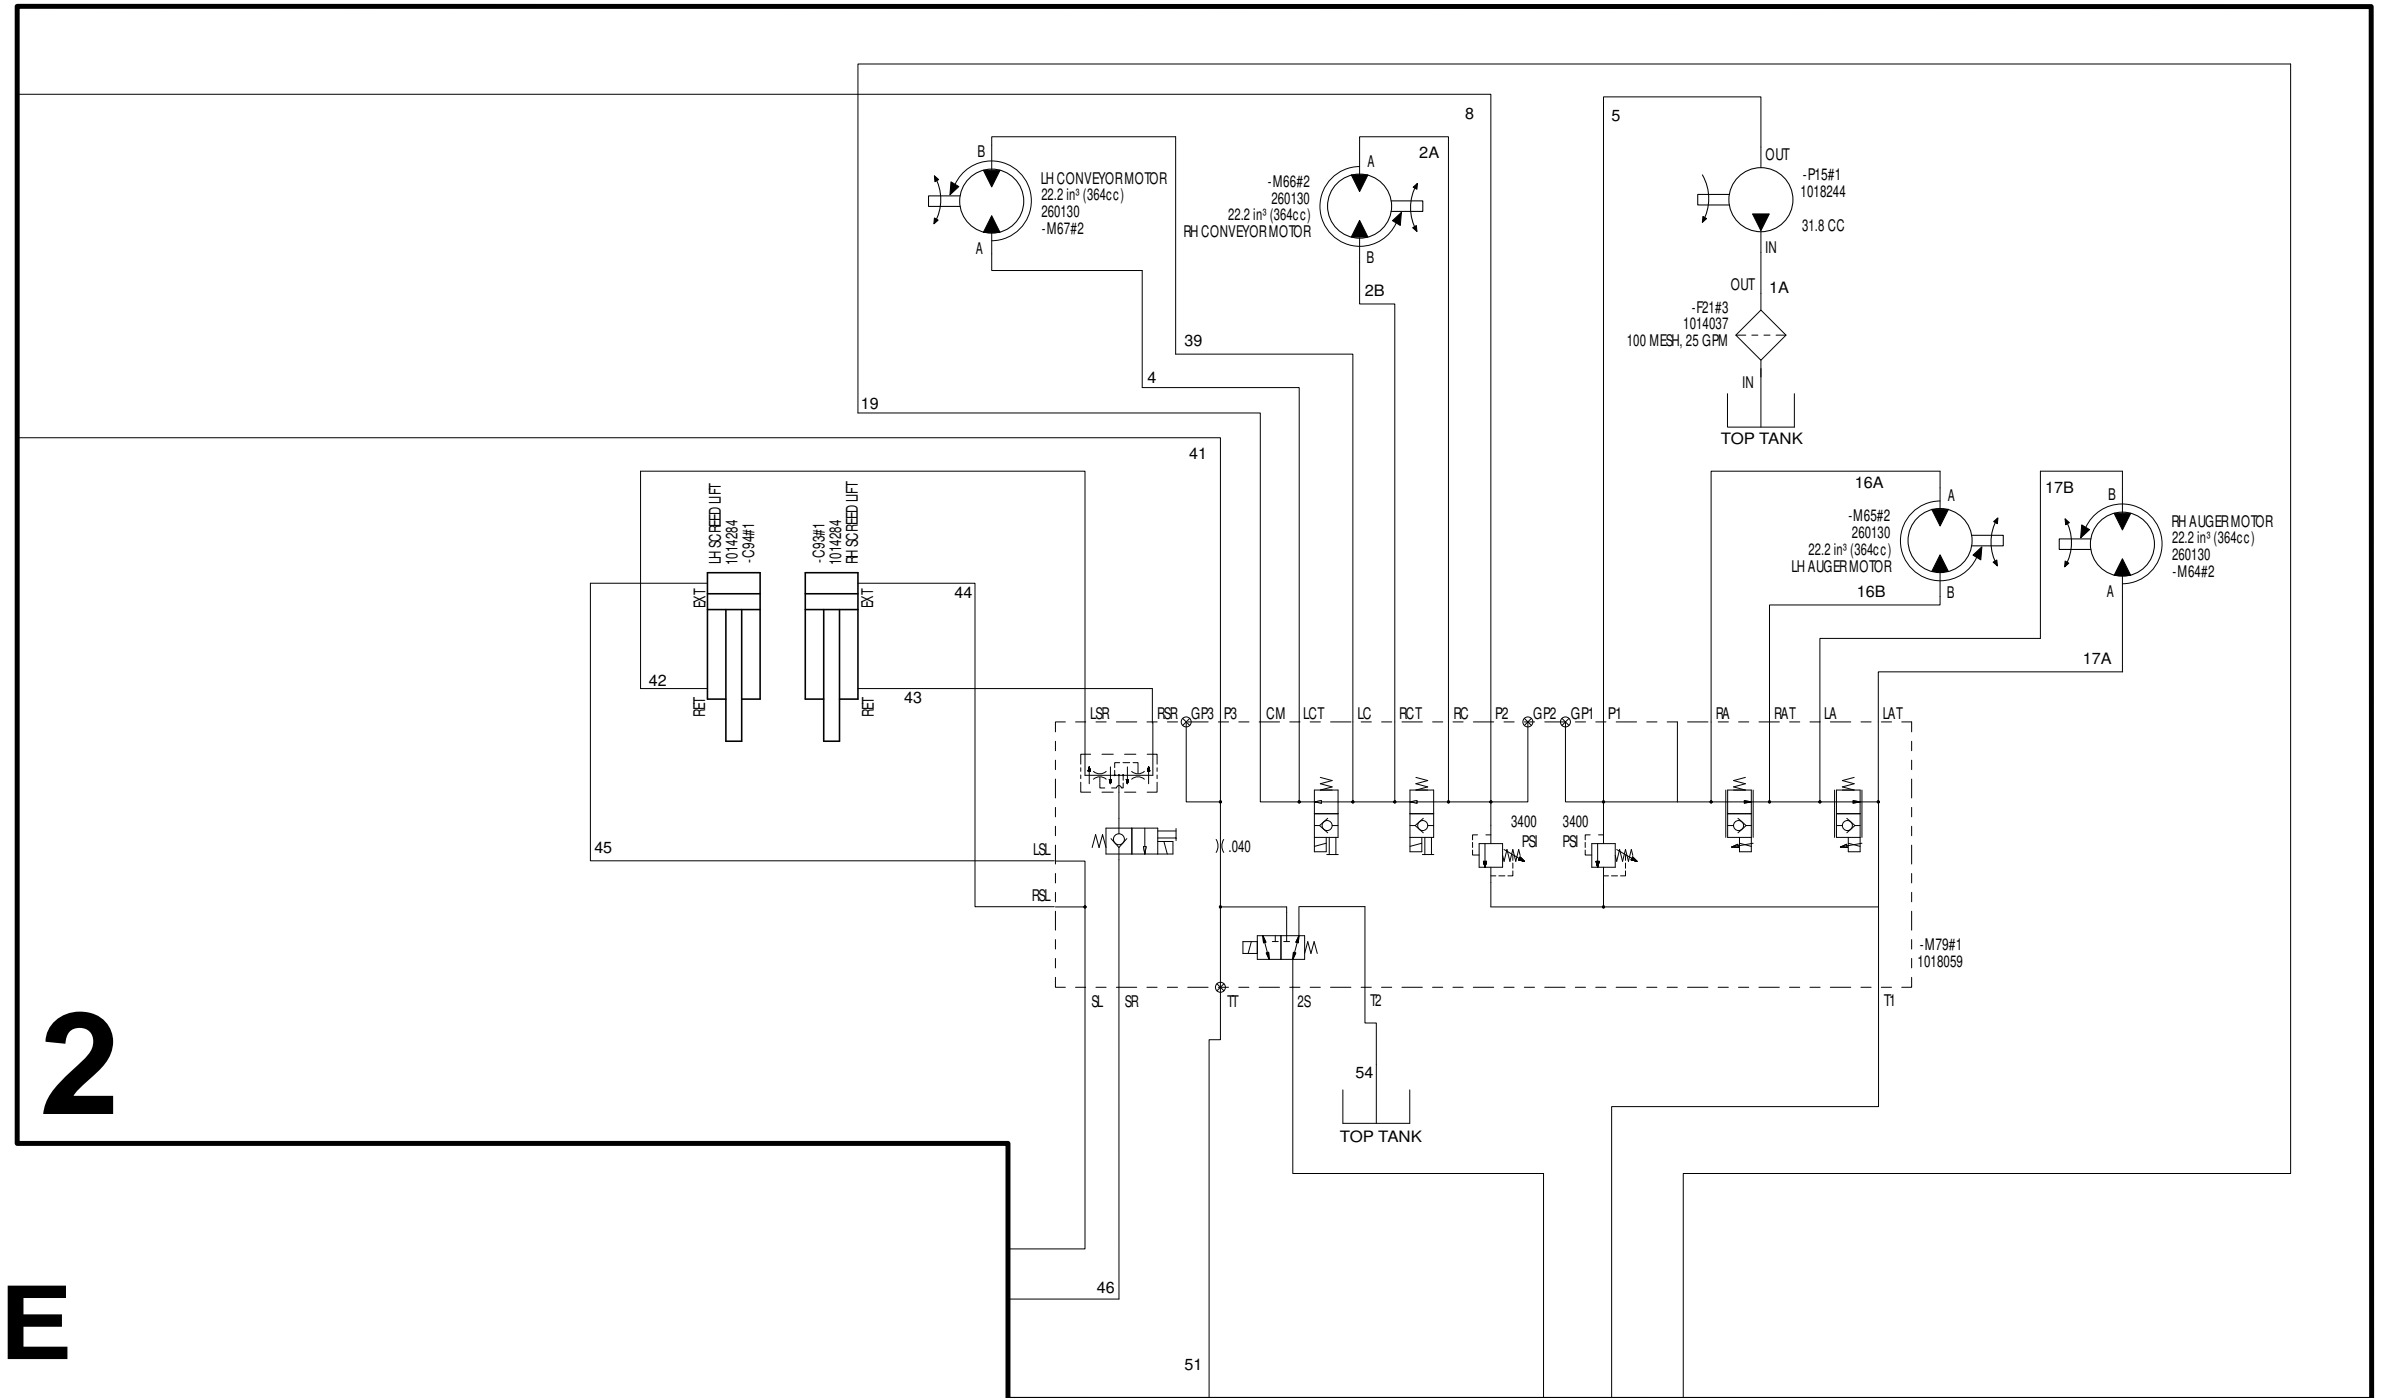 8
5
B
LH CONVEYOR MOTOR
22.2 in³ (364cc)
260130
-M67#2
A
A
2A
-M66#2
260130
22.2 in³ (364cc)
RH CONVEYOR MOTOR
B
2B
OUT
-P15#1
1018244
31.8 CC
IN
OUT
1A
-F21#3
1014037
100 MESH, 25 GPM
IN
TOP TANK
39
4
19
41
LH SCREED LIFT
1014284
-C94#1
-C93#1
1014284
RH SCREED LIFT
EXT
EXT
44
42
43
RET
RET
16A
A
-M65#2
260130
22.2 in³ (364cc)
LH AUGER MOTOR
16B
B
17B
B
RH AUGER MOTOR
22.2 in³ (364cc)
260130
-M64#2
A
17A
LSR
RSR
GP3
P3
CM
LCT
LC
RCT
RC
P2
GP2
GP1
P1
RA
RAT
LA
LAT
3400
PSI
3400
PSI
45
LSL
.040
RSL
-M79#1
1018059
SL
SR
TT
2S
T2
T1
54
TOP TANK
2
46
E
51